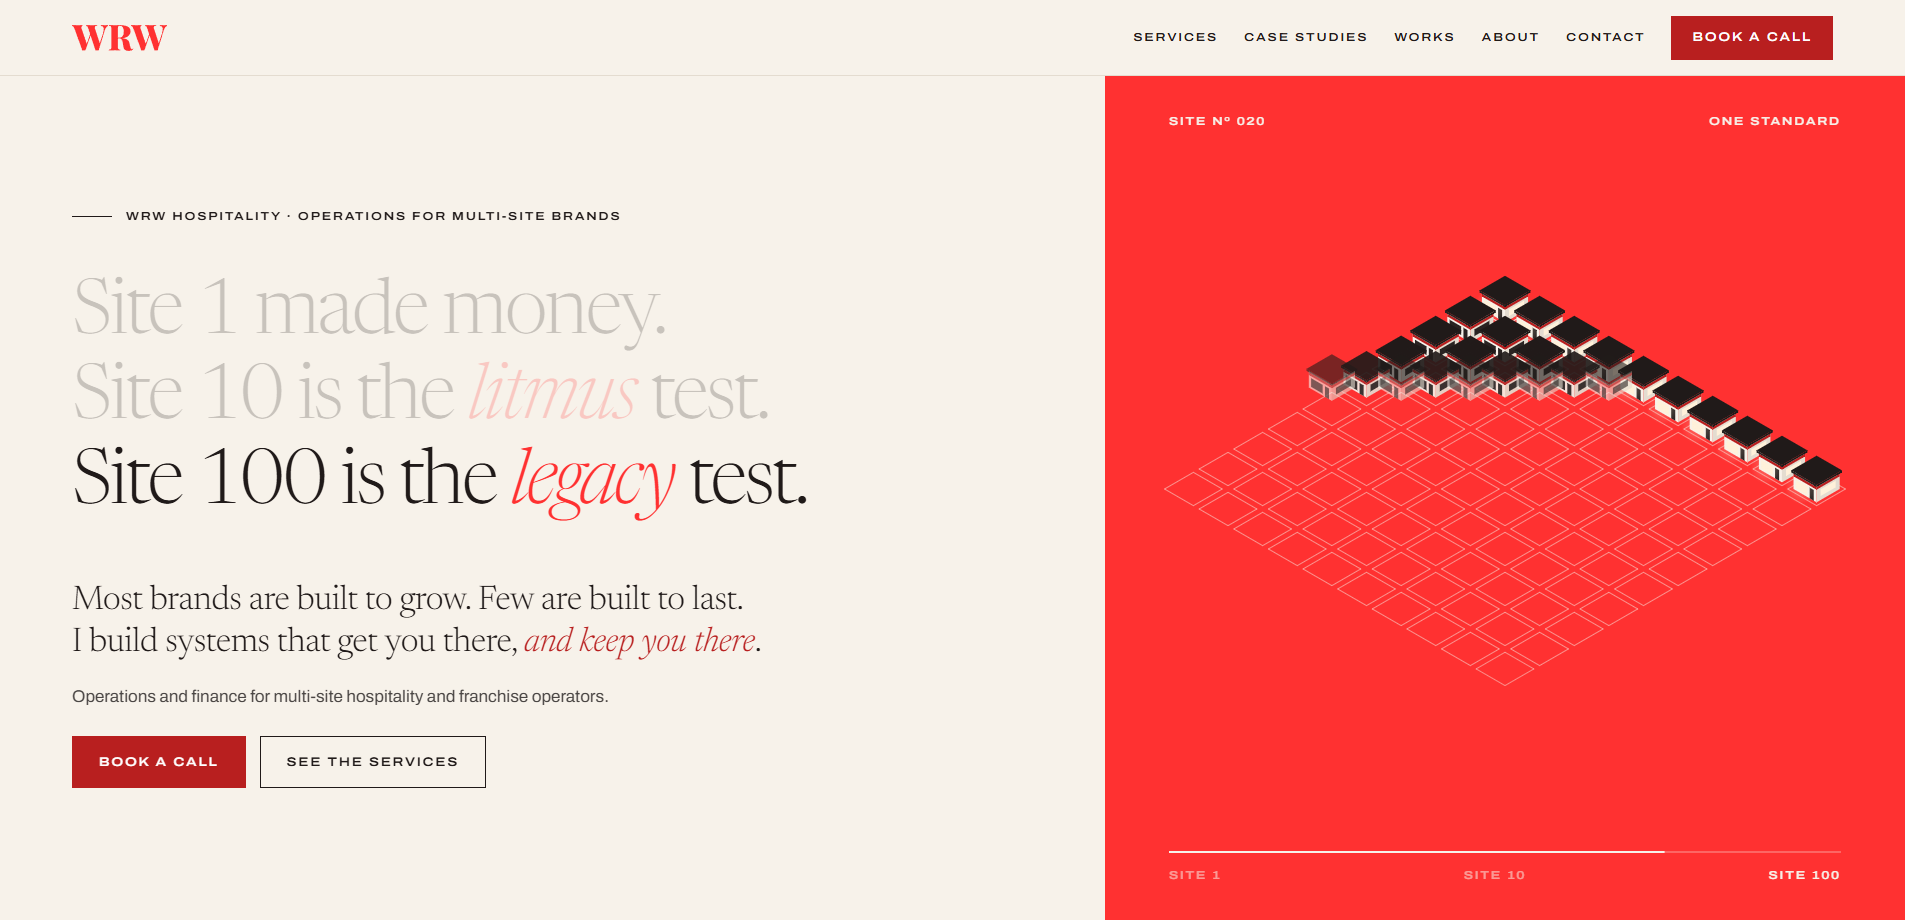 WRW
SERVICES
CASE STUDIES
WORKS
ABOUT
CONTACT
BOOK A CALL
WRW HOSPITALITY · OPERATIONS FOR MULTI-SITE BRANDS
Site 1 made money.
Site 10 is the litmus test.
Site 100 is the legacy test.
Most brands are built to grow. Few are built to last.
I build systems that get you there, and keep you there.
Operations and finance for multi-site hospitality and franchise operators.
BOOK A CALL
SEE THE SERVICES
SITE Nº 020
ONE STANDARD
SITE 1
SITE 10
SITE 100